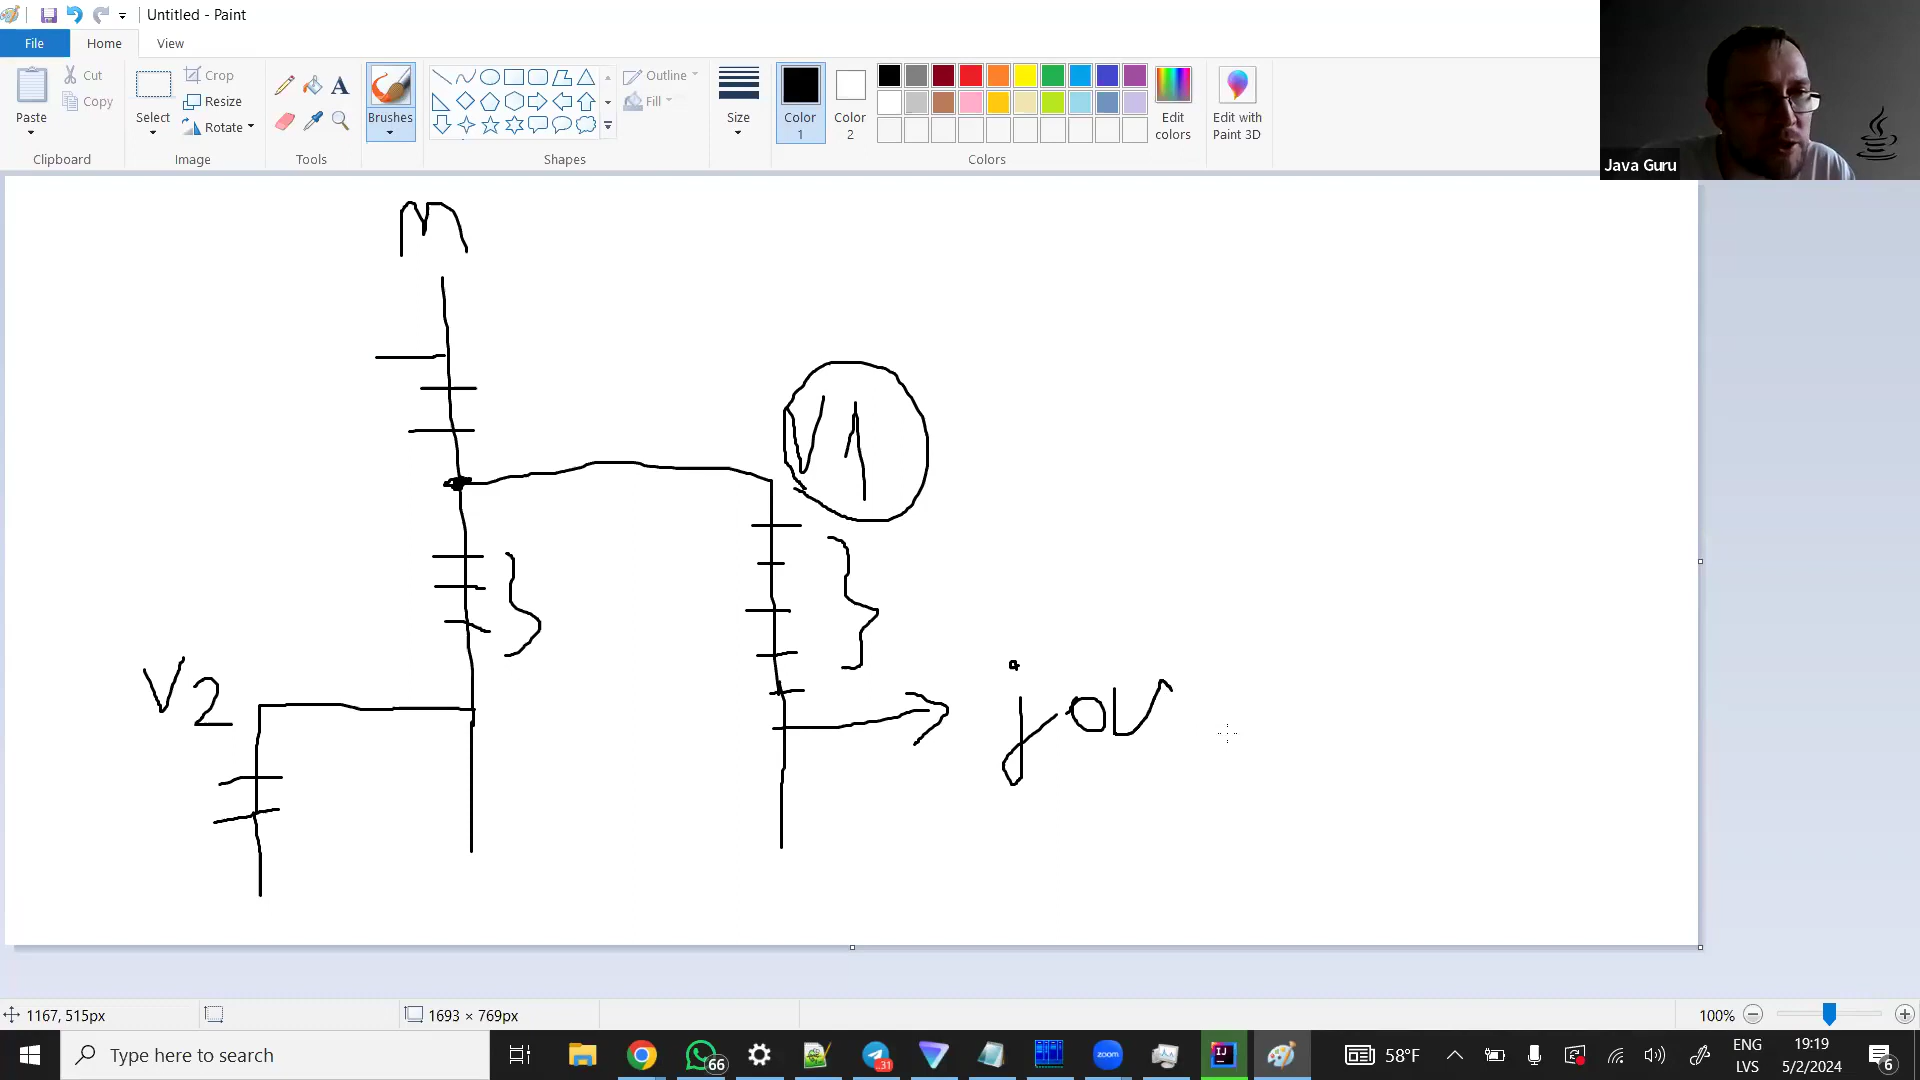 Untitled - Paint
File
Home
View
Paste
Cut
Copy
Clipboard
Select
Crop
Resize
Rotate
Image
A
Tools
Brushes
Outline
Fill
Shapes
Size
Color
1
Color
2
Edit
colors
Edit with
Paint 3D
Colors
Java Guru
M
V1
V2
1167, 515px
1693 × 769px
100%
Type here to search
66
31
zoom
IJ
58°F
ENG
LVS
19:19
5/2/2024
6